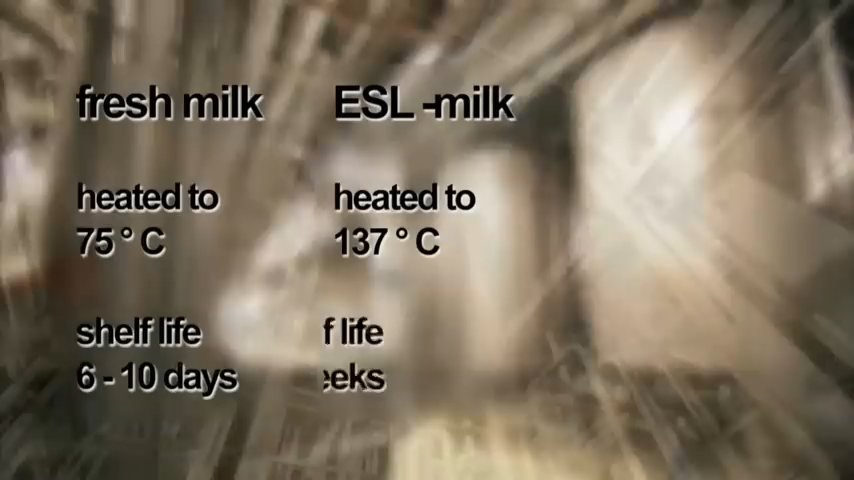 fresh milk
ESL -milk
heated to
75 ° C
heated to
137 ° C
shelf life
6 - 10 days
f life
eeks